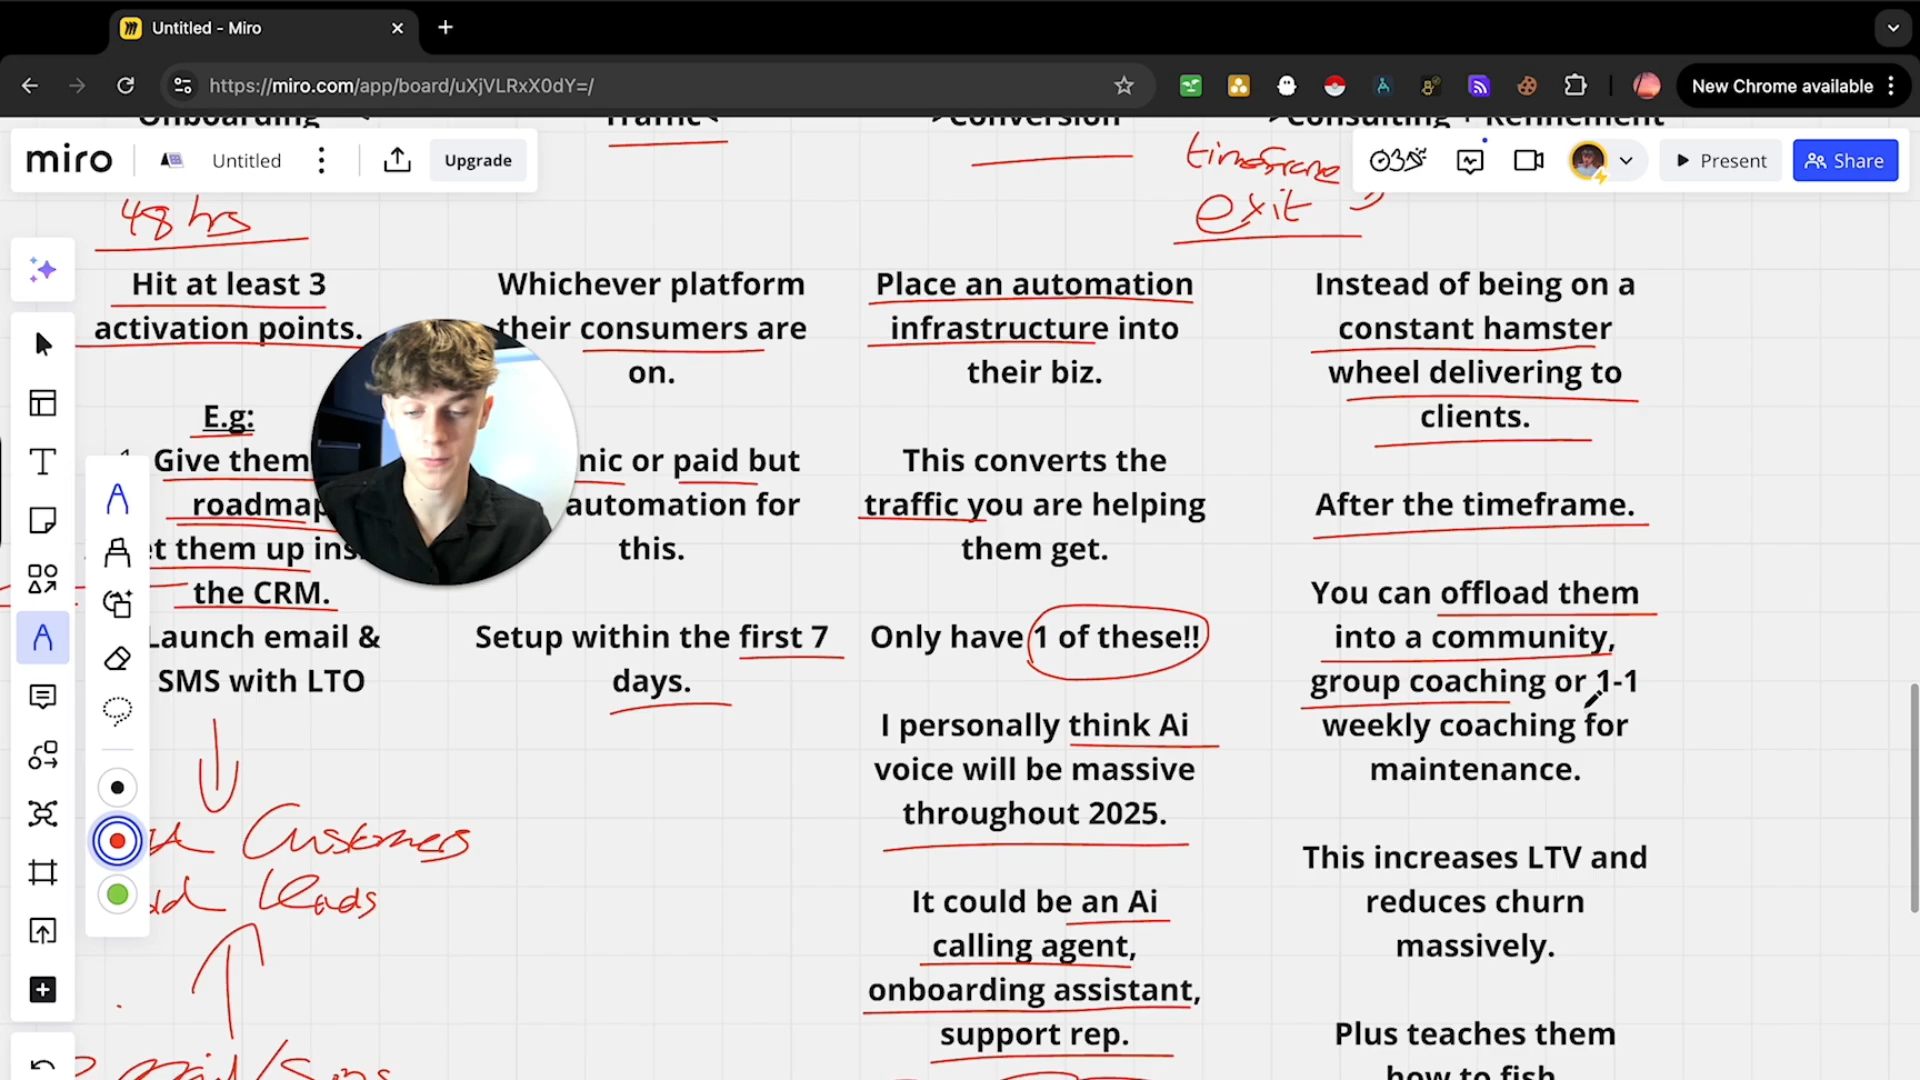 Untitled - Miro
https://miro.com/app/board/uXjVLRxX0dY=/
New Chrome available
Onboarding
Traffic
Conversion
Consulting + Refinement
miro
Untitled
Upgrade
Present
Share
timeframe
exit
48 hrs
Hit at least 3
activation points.
E.g:
Give them
roadmap
them up
the CRM.
Launch email &
SMS with LTO
Customers
Leads
Whichever platform
their consumers are
on.
or paid but
automation for
this.
Setup within the first 7
days.
Place an automation
infrastructure into
their biz.
This converts the
traffic you are helping
them get.
Only have 1 of these!!
I personally think Ai
voice will be massive
throughout 2025.
It could be an Ai
calling agent,
onboarding assistant,
support rep.
Instead of being on a
constant hamster
wheel delivering to
clients.
After the timeframe.
You can offload them
into a community,
group coaching or 1-1
weekly coaching for
maintenance.
This increases LTV and
reduces churn
massively.
Plus teaches them
how to fish